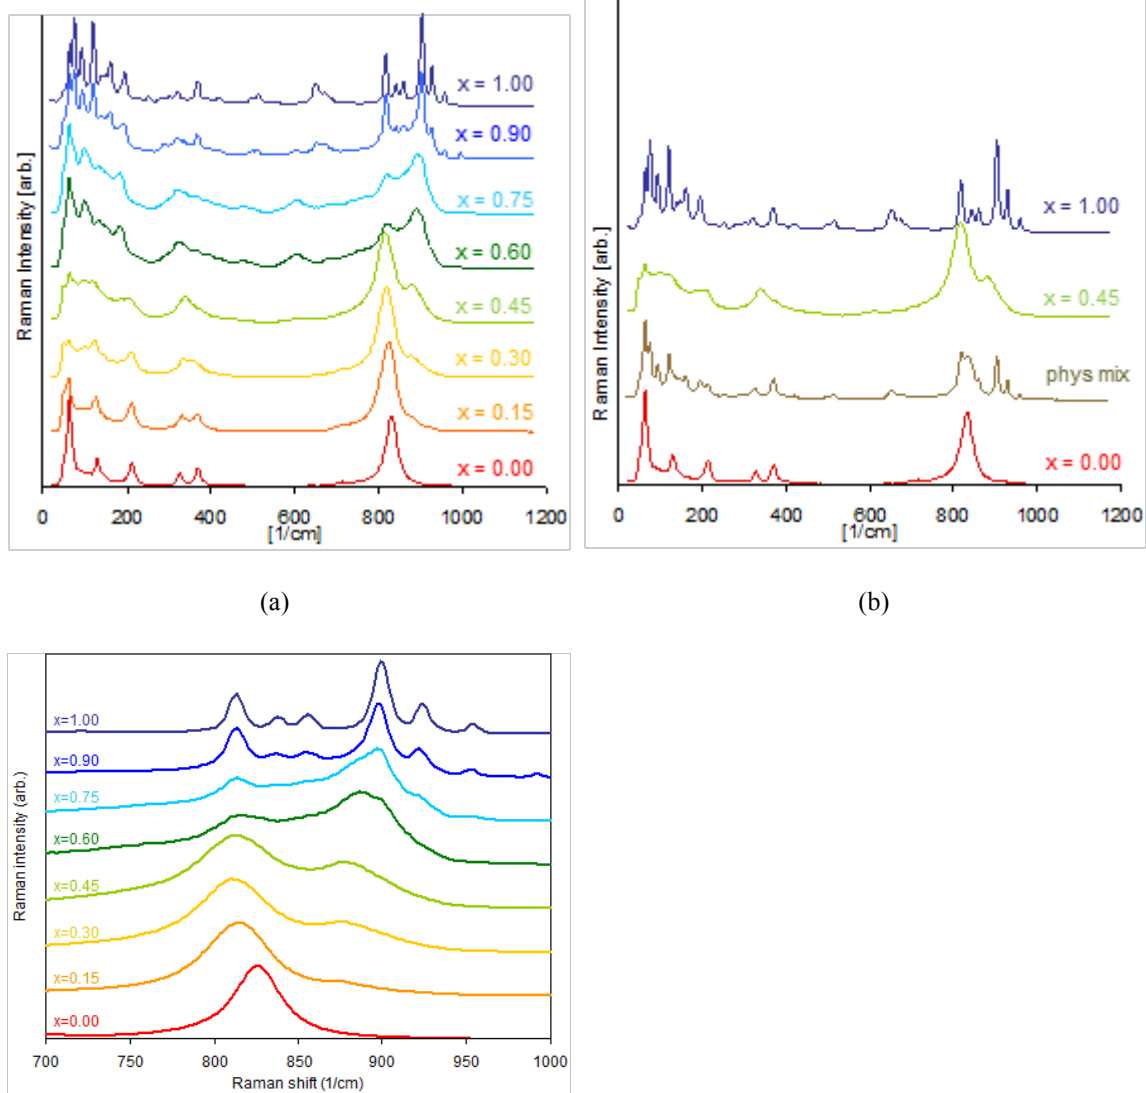 x = 1.00
x = 0.90
x = 0.75
x = 0.60
x = 0.45
x = 0.30
x = 0.15
x = 0.00
Raman Intensity [arb.]
0 200 400 600 800 1000 1200
[1/cm]
(a)
x = 1.00
x = 0.45
phys mix
x = 0.00
Raman Intensity [arb.]
0 200 400 600 800 1000 1200
[1/cm]
(b)
x=1.00
x=0.90
x=0.75
x=0.60
x=0.45
x=0.30
x=0.15
x=0.00
Raman intensity (arb.)
700 750 800 850 900 950 1000
Raman shift (1/cm)